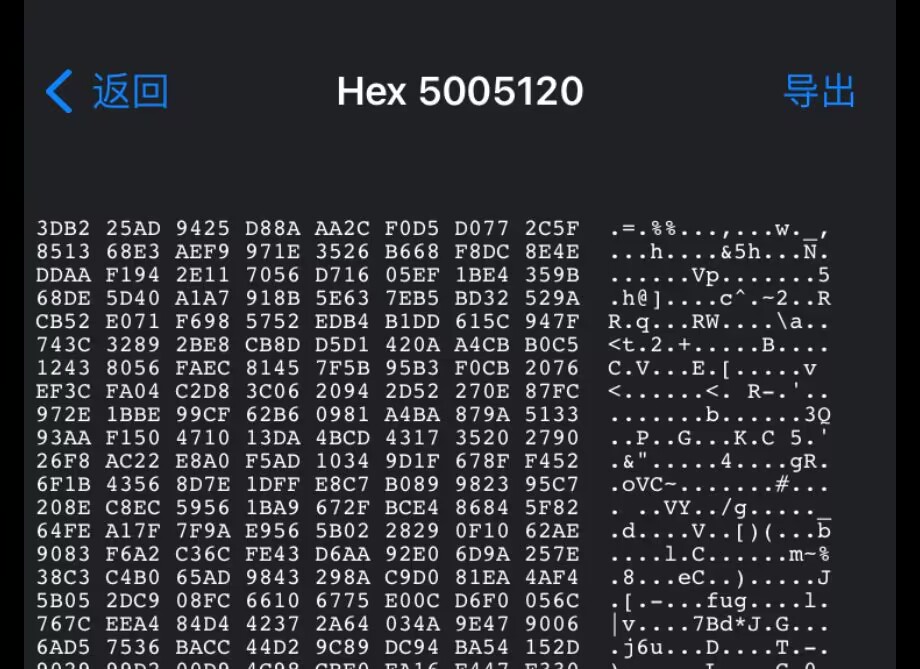 返回 Hex 5005120 导出
3DB2 25AD 9425 D88A AA2C F0D5 D077 2C5F .=.%%...,...w._,
8513 68E3 AEF9 971E 3526 B668 F8DC 8E4E ...h....&5h...N.
DDAA F194 2E11 7056 D716 05EF 1BE4 359B ......Vp.......5
68DE 5D40 A1A7 918B 5E63 7EB5 BD32 529A .h@]....c^.~2..R
CB52 E071 F698 5752 EDB4 B1DD 615C 947F R.q...RW....\a..
743C 3289 2BE8 CB8D D5D1 420A A4CB B0C5 <t.2.+.....B....
1243 8056 FAEC 8145 7F5B 95B3 F0CB 2076 C.V...E.[.....v
EF3C FA04 C2D8 3C06 2094 2D52 270E 87FC <......<. R-.'..
972E 1BBE 99CF 62B6 0981 A4BA 879A 5133 .......b......3Q
93AA F150 4710 13DA 4BCD 4317 3520 2790 ..P..G...K.C 5.'
26F8 AC22 E8A0 F5AD 1034 9D1F 678F F452 .&".....4....gR.
6F1B 4356 8D7E 1DFF E8C7 B089 9823 95C7 .oVC~.......#...
208E C8EC 5956 1BA9 672F BCE4 8684 5F82 . ..VY../g....._
64FE A17F 7F9A E956 5B02 2829 0F10 62AE .d....V..[)(...b
9083 F6A2 C36C FE43 D6AA 92E0 6D9A 257E ....l.C......m~%
38C3 C4B0 65AD 9843 298A C9D0 81EA 4AF4 .8...eC..).....J
5B05 2DC9 08FC 6610 6775 E00C D6F0 056C .[.-...fug....l.
767C EEA4 84D4 4237 2A64 034A 9E47 9006 |v....7Bd*J.G...
6AD5 7536 BACC 44D2 9C89 DC94 BA54 152D .j6u..D.....T.-.